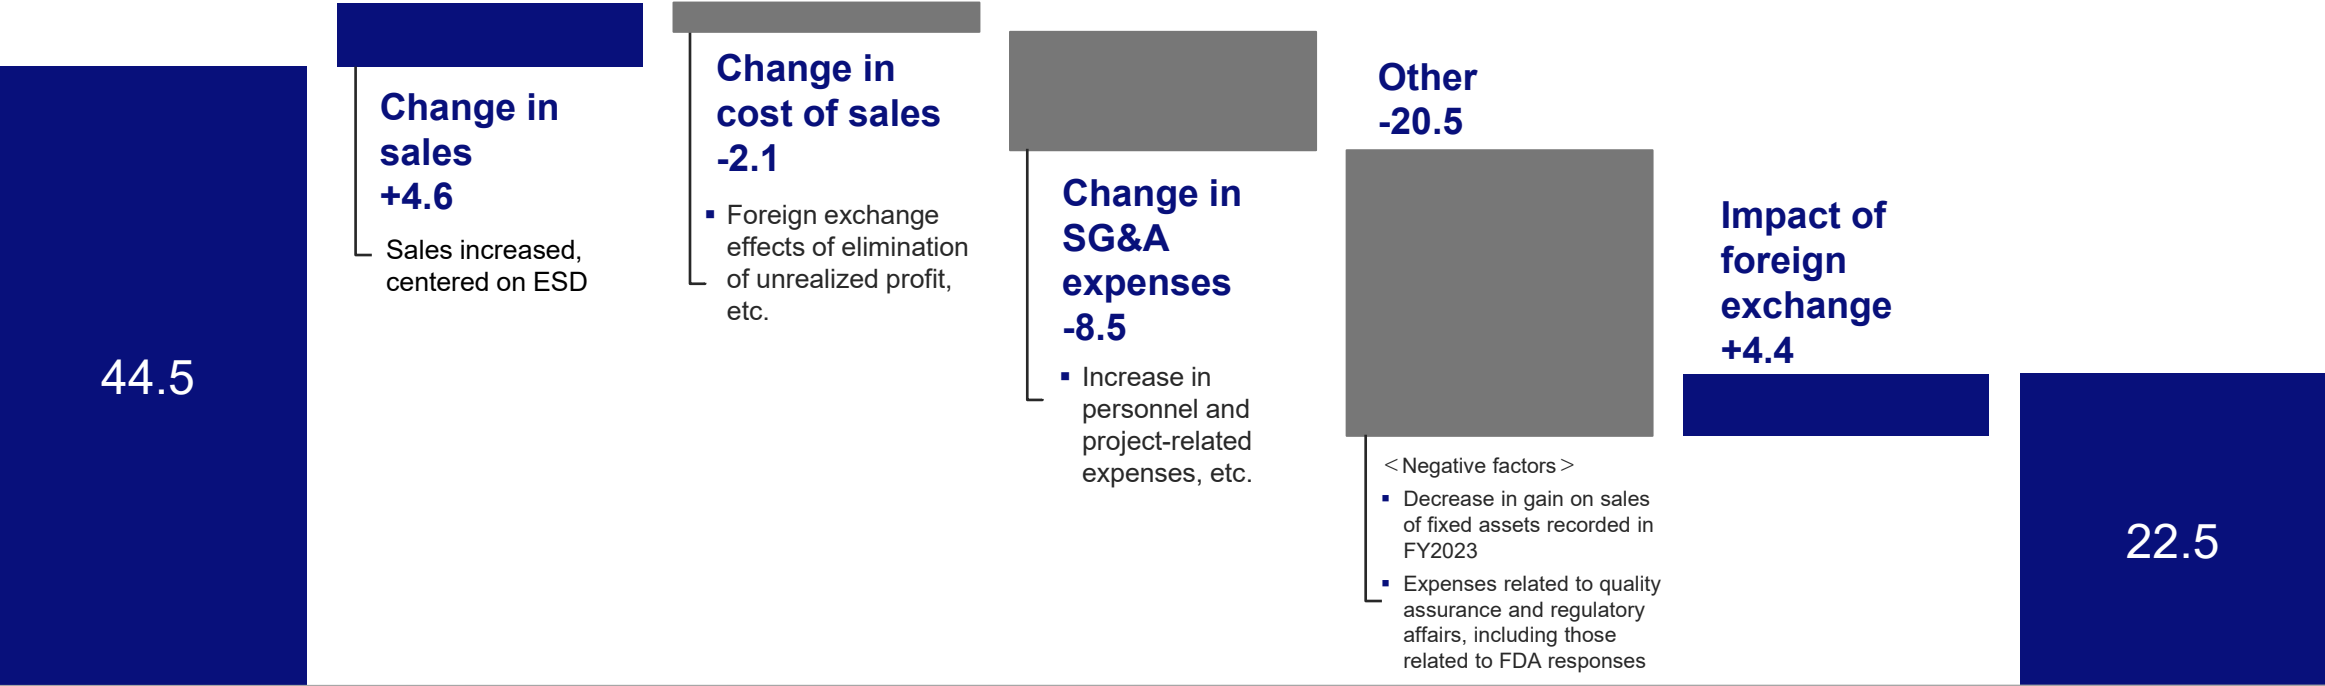 44.5
Change in
sales
+4.6
Sales increased,
centered on ESD
Change in
cost of sales
-2.1
▪ Foreign exchange
effects of elimination
of unrealized profit,
etc.
Change in
SG&A
expenses
-8.5
▪ Increase in
personnel and
project-related
expenses, etc.
Other
-20.5
<Negative factors>
▪ Decrease in gain on sales
of fixed assets recorded in
FY2023
▪ Expenses related to quality
assurance and regulatory
affairs, including those
related to FDA responses
Impact of
foreign
exchange
+4.4
22.5